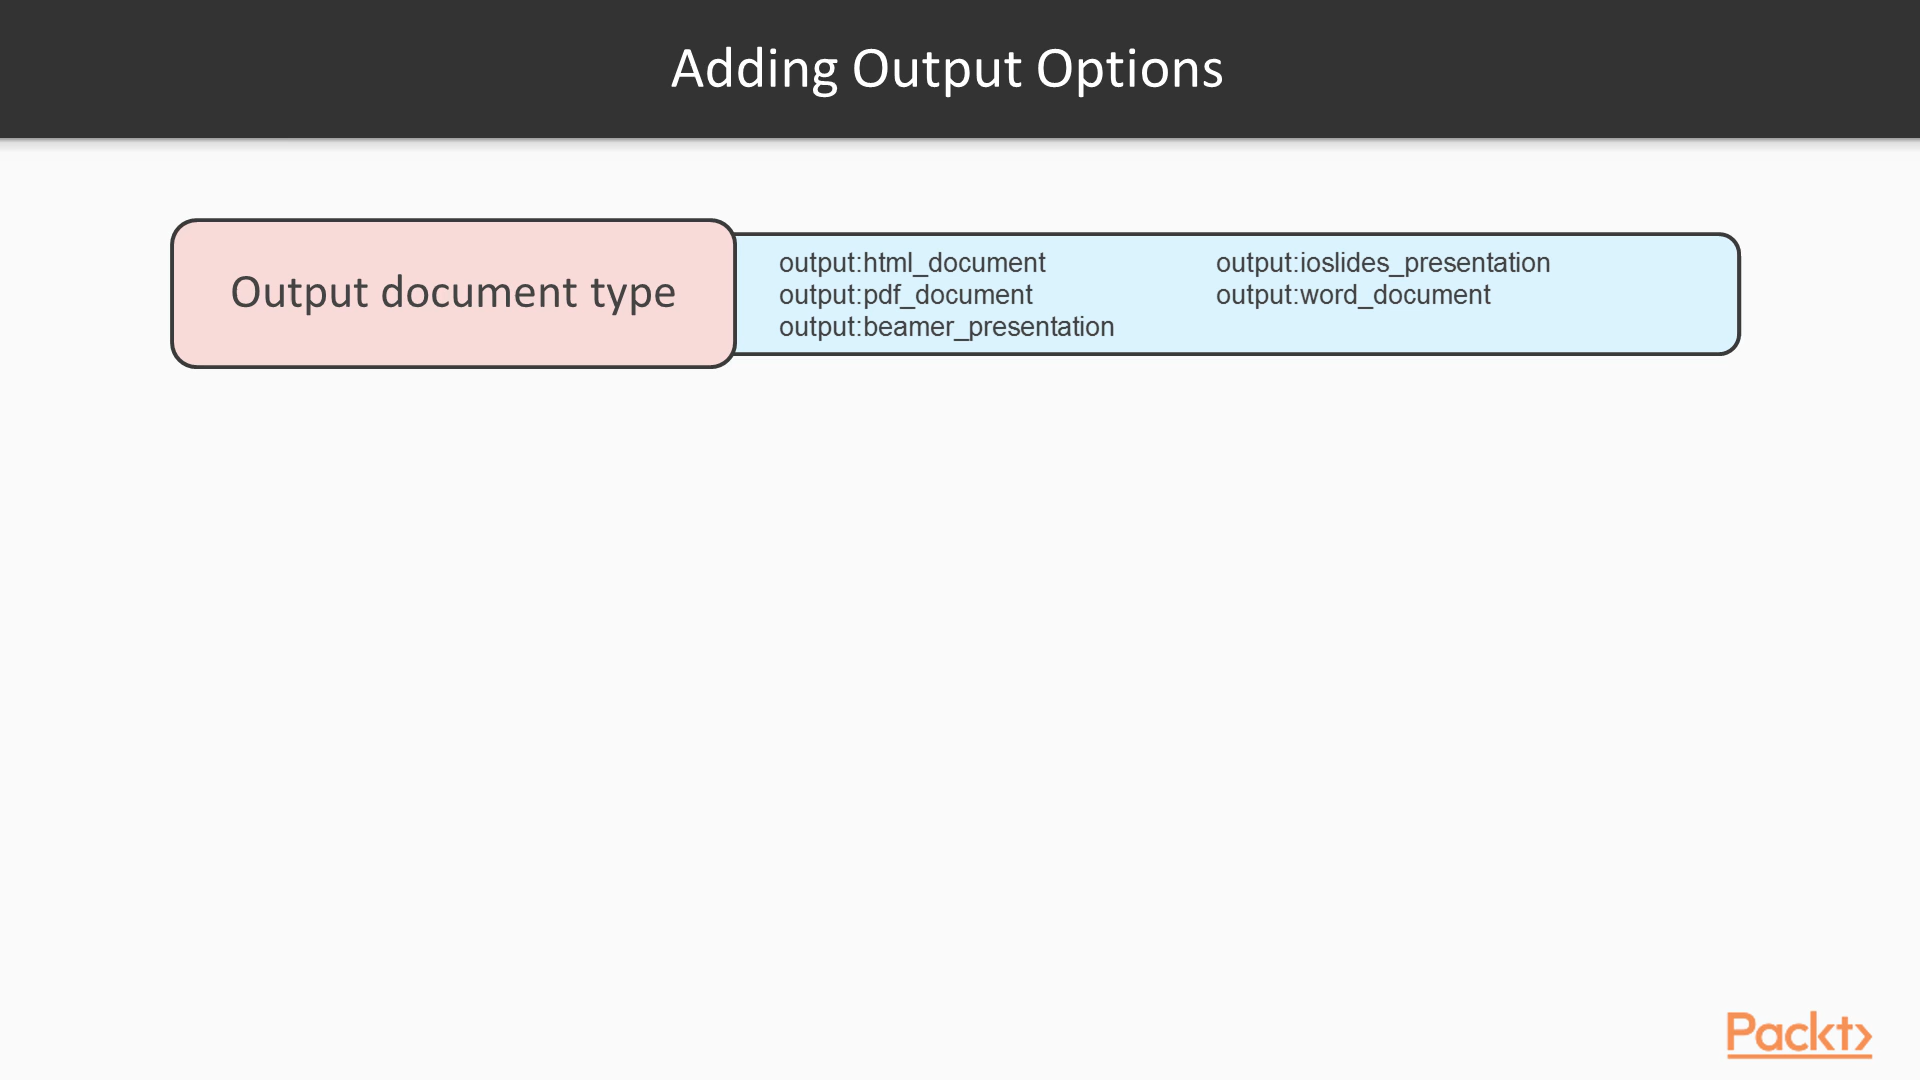 Adding Output Options
Output document type
output:html_document
output:pdf_document
output:beamer_presentation
output:ioslides_presentation
output:word_document
Packt>